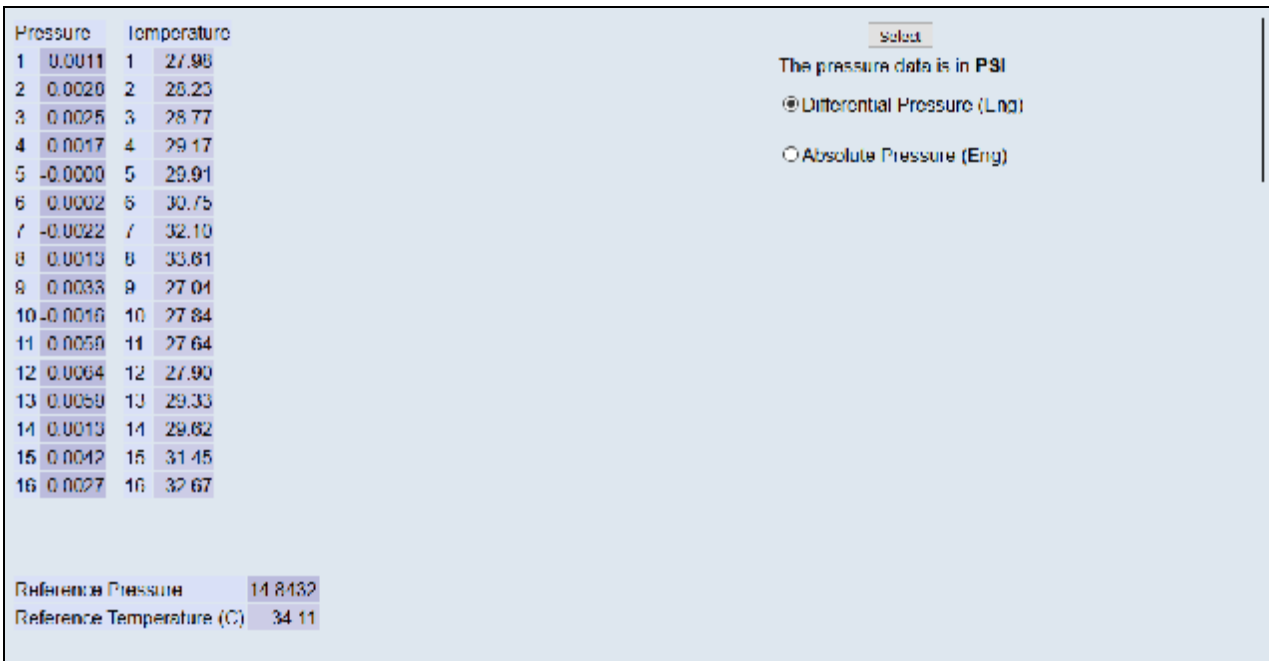 Pressure Temperature
1 0.0011 1 27.98
2 0.0026 2 28.23
3 0.0025 3 28.77
4 0.0017 4 29.17
5 -0.0000 5 29.91
6 0.0002 6 30.75
7 -0.0022 7 32.10
8 0.0013 8 33.61
9 0.0033 9 27.04
10 -0.0016 10 27.84
11 0.0059 11 27.64
12 0.0064 12 27.90
13 0.0059 13 29.33
14 0.0013 14 29.62
15 0.0042 15 31.45
16 0.0027 16 32.67
Reference Pressure 14.8432
Reference Temperature (C) 34.11
Select
The pressure data is in PSI
Differential Pressure (Eng)
Absolute Pressure (Eng)